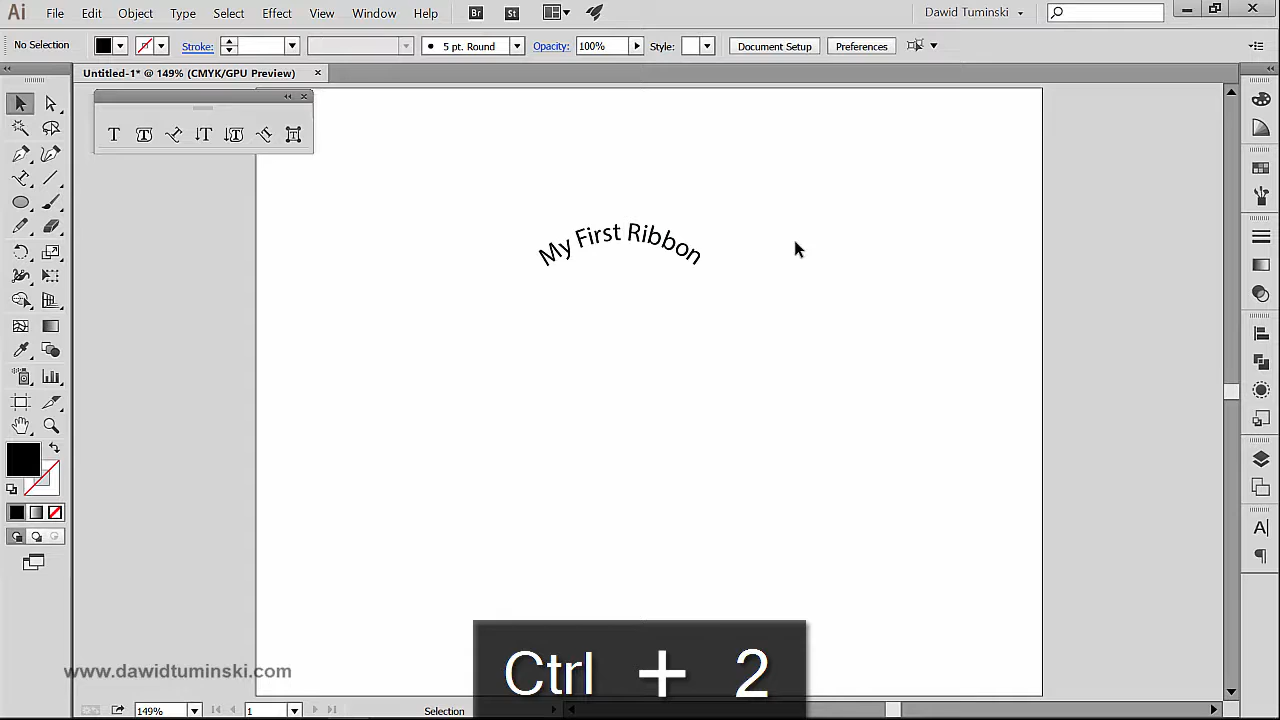 Ai File Edit Object Type Select Effect View Window Help Br St Dawid Tuminski
No Selection Stroke: 5 pt. Round Opacity: 100% Style: Document Setup Preferences
Untitled-1* @ 149% (CMYK/GPU Preview)
My First Ribbon
Ctrl + 2
www.dawidtuminski.com
149% 1 Selection